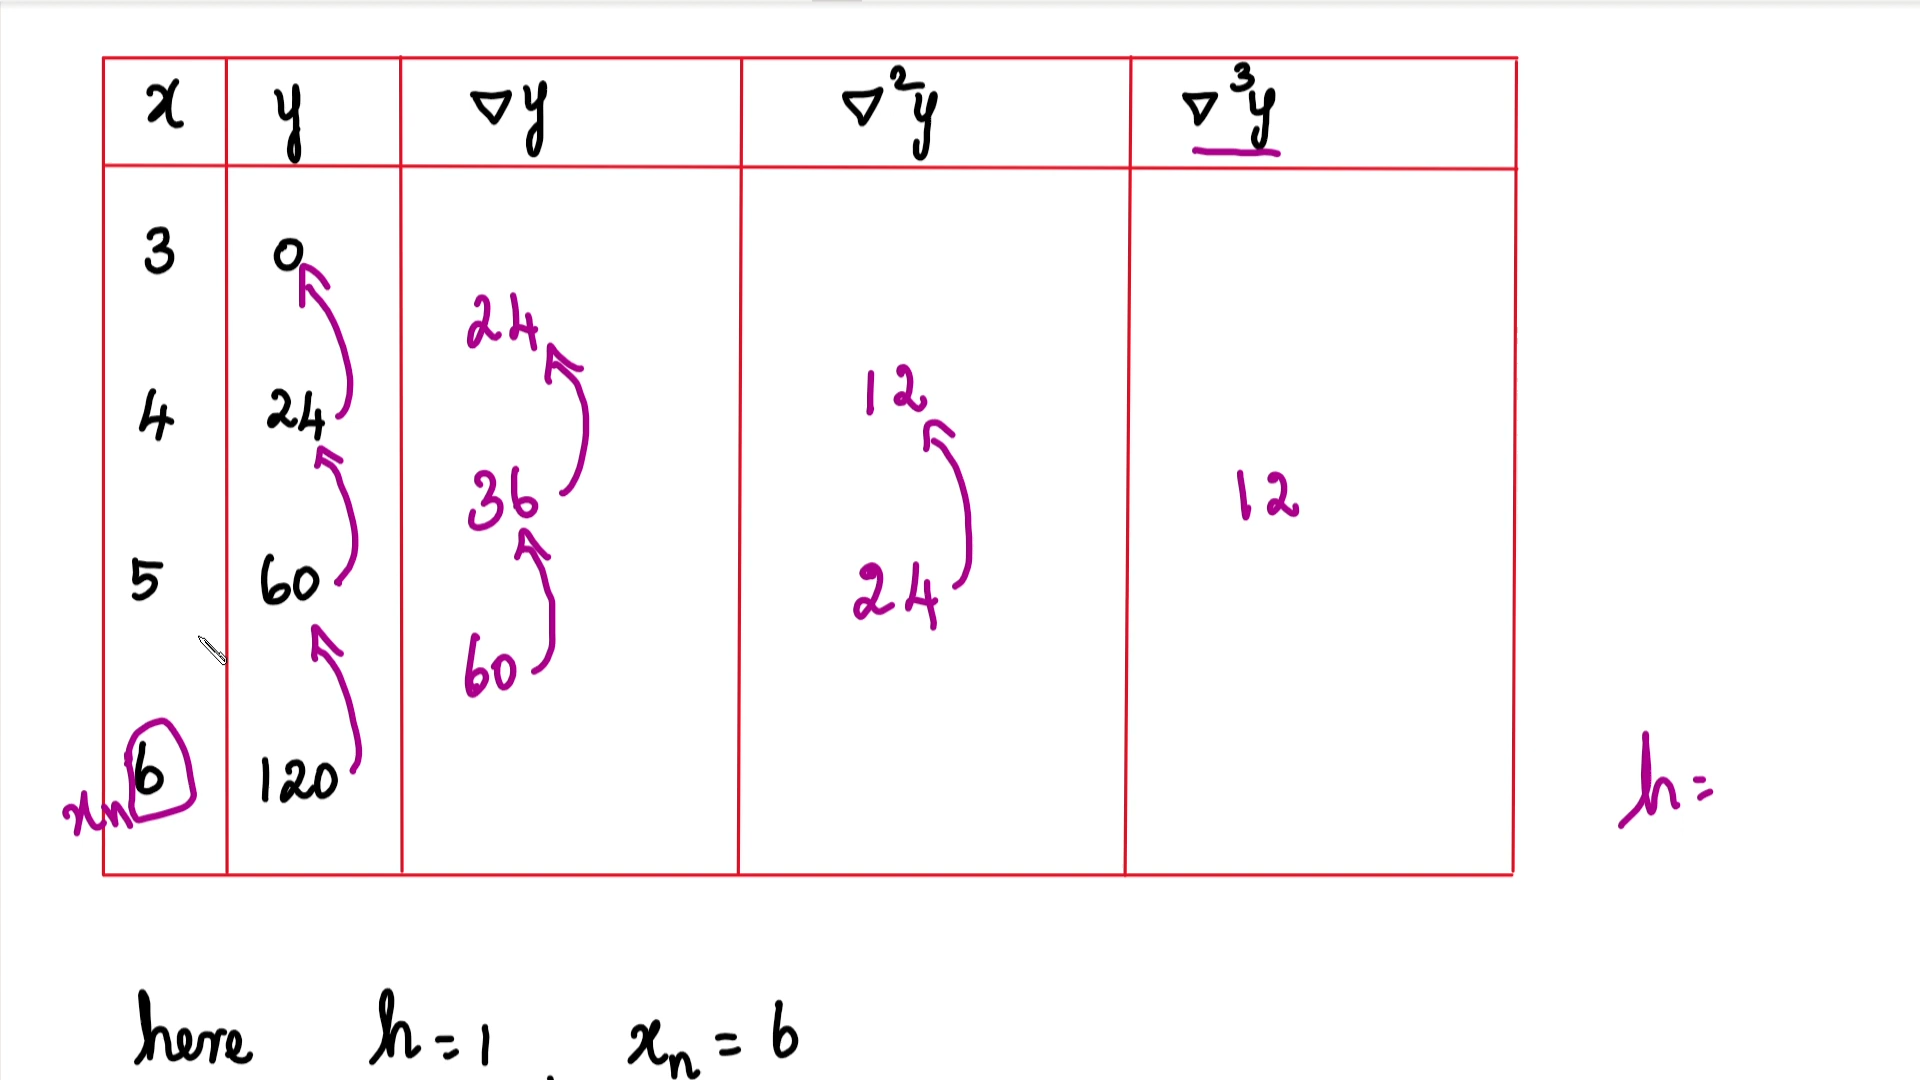 x y ∇y ∇²y ∇³y
3 0
24
4 24 12
36 12
5 60 24
60
xn 6 120 h=
here h=1 xn = 6